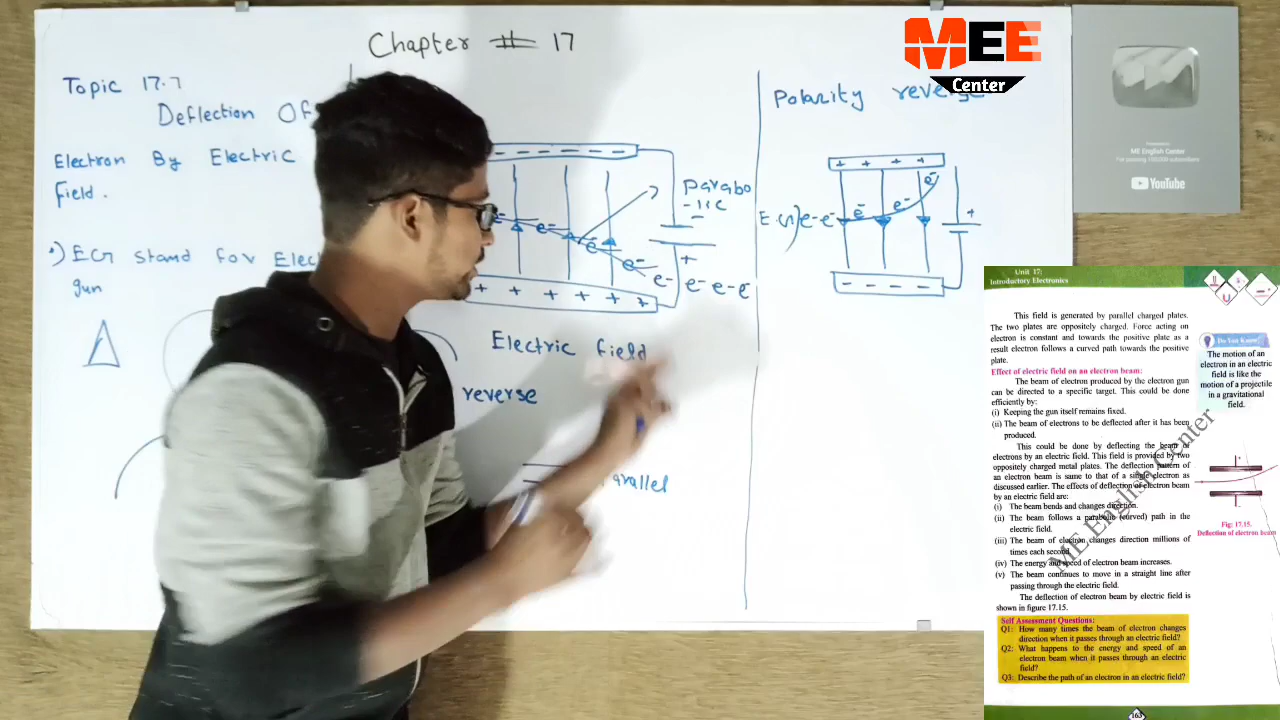 Chapter # 17
Topic 17.7
Deflection Of
Electron By Electric
Field.
EG stand for Elect
gun
- - - - - - -
e- e- e- e-
e- e- e- e-
+ + + + + +
parabo
-lic
-
+
Electric field
reverse
arallel
Polarity reverse
+ + + +
e-
e- e-
e- e-
+
- - - -
MEE
Center
Presented to
ME English Center
For passing 100,000 subscribers
YouTube
Unit 17:
Introductory Electronics
This field is generated by parallel charged plates.
The two plates are oppositely charged. Force acting on
electron is constant and towards the positive plate as a
result electron follows a curved path towards the positive
plate.
Effect of electric field on an electron beam:
The beam of electron produced by the electron gun
can be directed to a specific target. This could be done
efficiently by:
(i) Keeping the gun itself remains fixed.
(ii) The beam of electrons to be deflected after it has been
produced.
This could be done by deflecting the beam of
electrons by an electric field. This field is provided by two
oppositely charged metal plates. The deflection pattern of
an electron beam is same to that of a single electron as
discussed earlier. The effects of deflection of electron beam
by an electric field are:
(i) The beam bends and changes direction.
(ii) The beam follows a parabolic (curved) path in the
electric field.
(iii) The beam of electron changes direction millions of
times each second.
(iv) The energy and speed of electron beam increases.
(v) The beam continues to move in a straight line after
passing through the electric field.
The deflection of electron beam by electric field is
shown in figure 17.15.
Self Assessment Questions:
Q1: How many times the beam of electron changes
direction when it passes through an electric field?
Q2: What happens to the energy and speed of an
electron beam when it passes through an electric
field?
Q3: Describe the path of an electron in an electric field?
Do You Know!
The motion of an
electron in an electric
field is like the
motion of a projectile
in a gravitational
field.
Fig: 17.15.
Deflection of electron beam
ME English Center
163